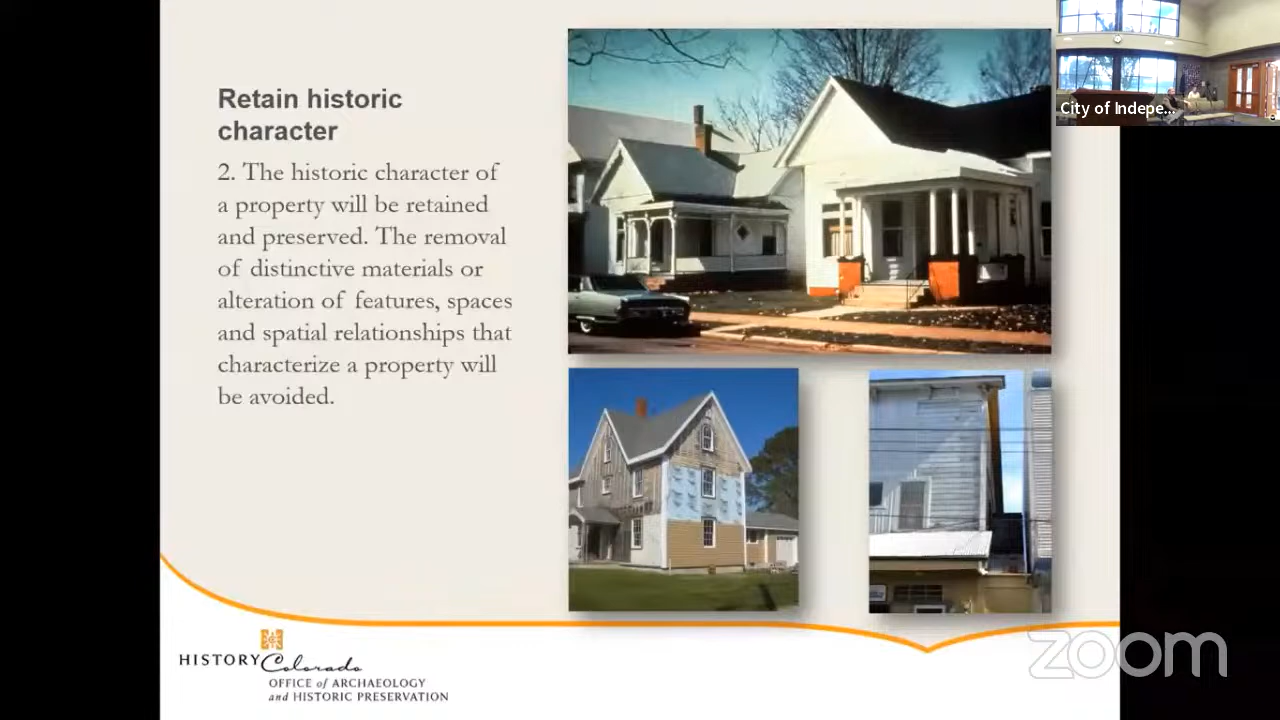 Retain historic
character
2. The historic character of
a property will be retained
and preserved. The removal
of distinctive materials or
alteration of features, spaces
and spatial relationships that
characterize a property will
be avoided.
City of Indepe...
HISTORY Colorado
OFFICE of ARCHAEOLOGY
and HISTORIC PRESERVATION
zoom